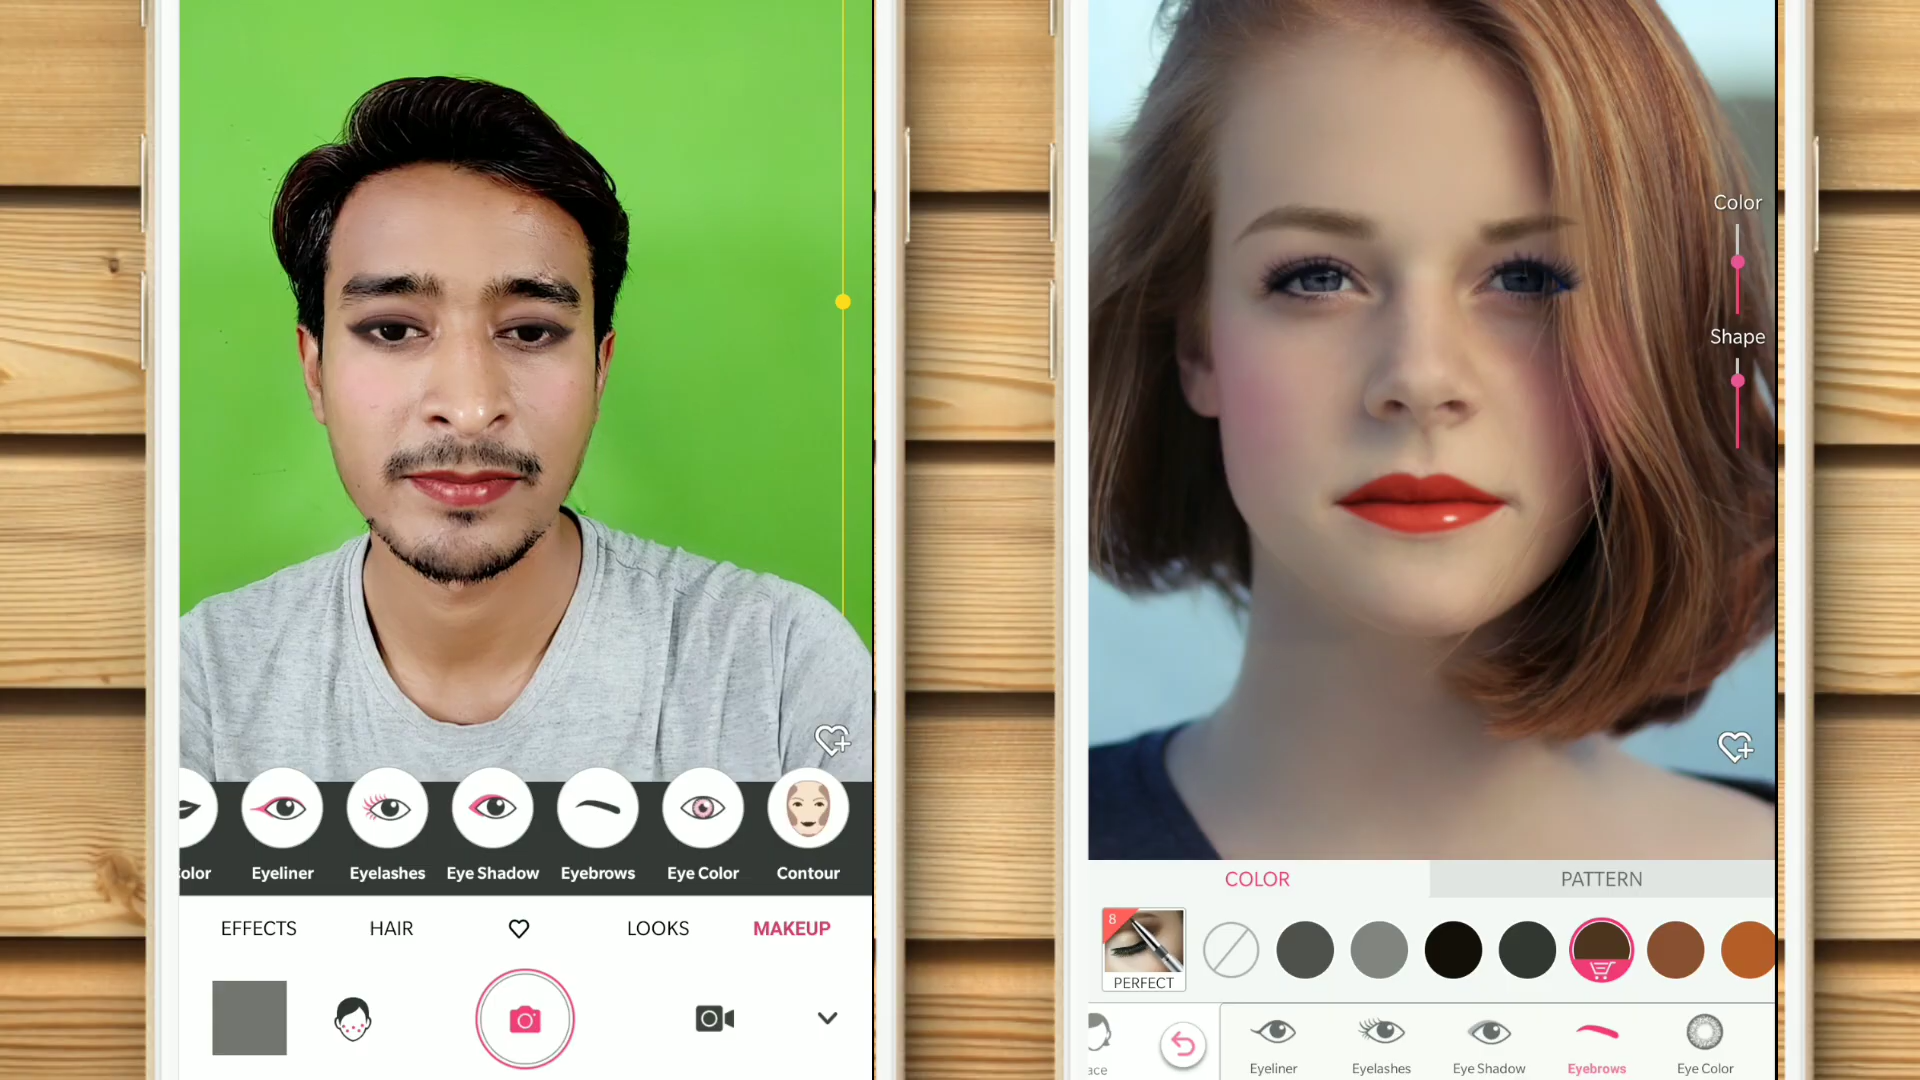 olor
Eyeliner
Eyelashes
Eye Shadow
Eyebrows
Eye Color
Contour
EFFECTS
HAIR
LOOKS
MAKEUP
Color
Shape
COLOR
PATTERN
8
PERFECT
ace
Eyeliner
Eyelashes
Eye Shadow
Eyebrows
Eye Color